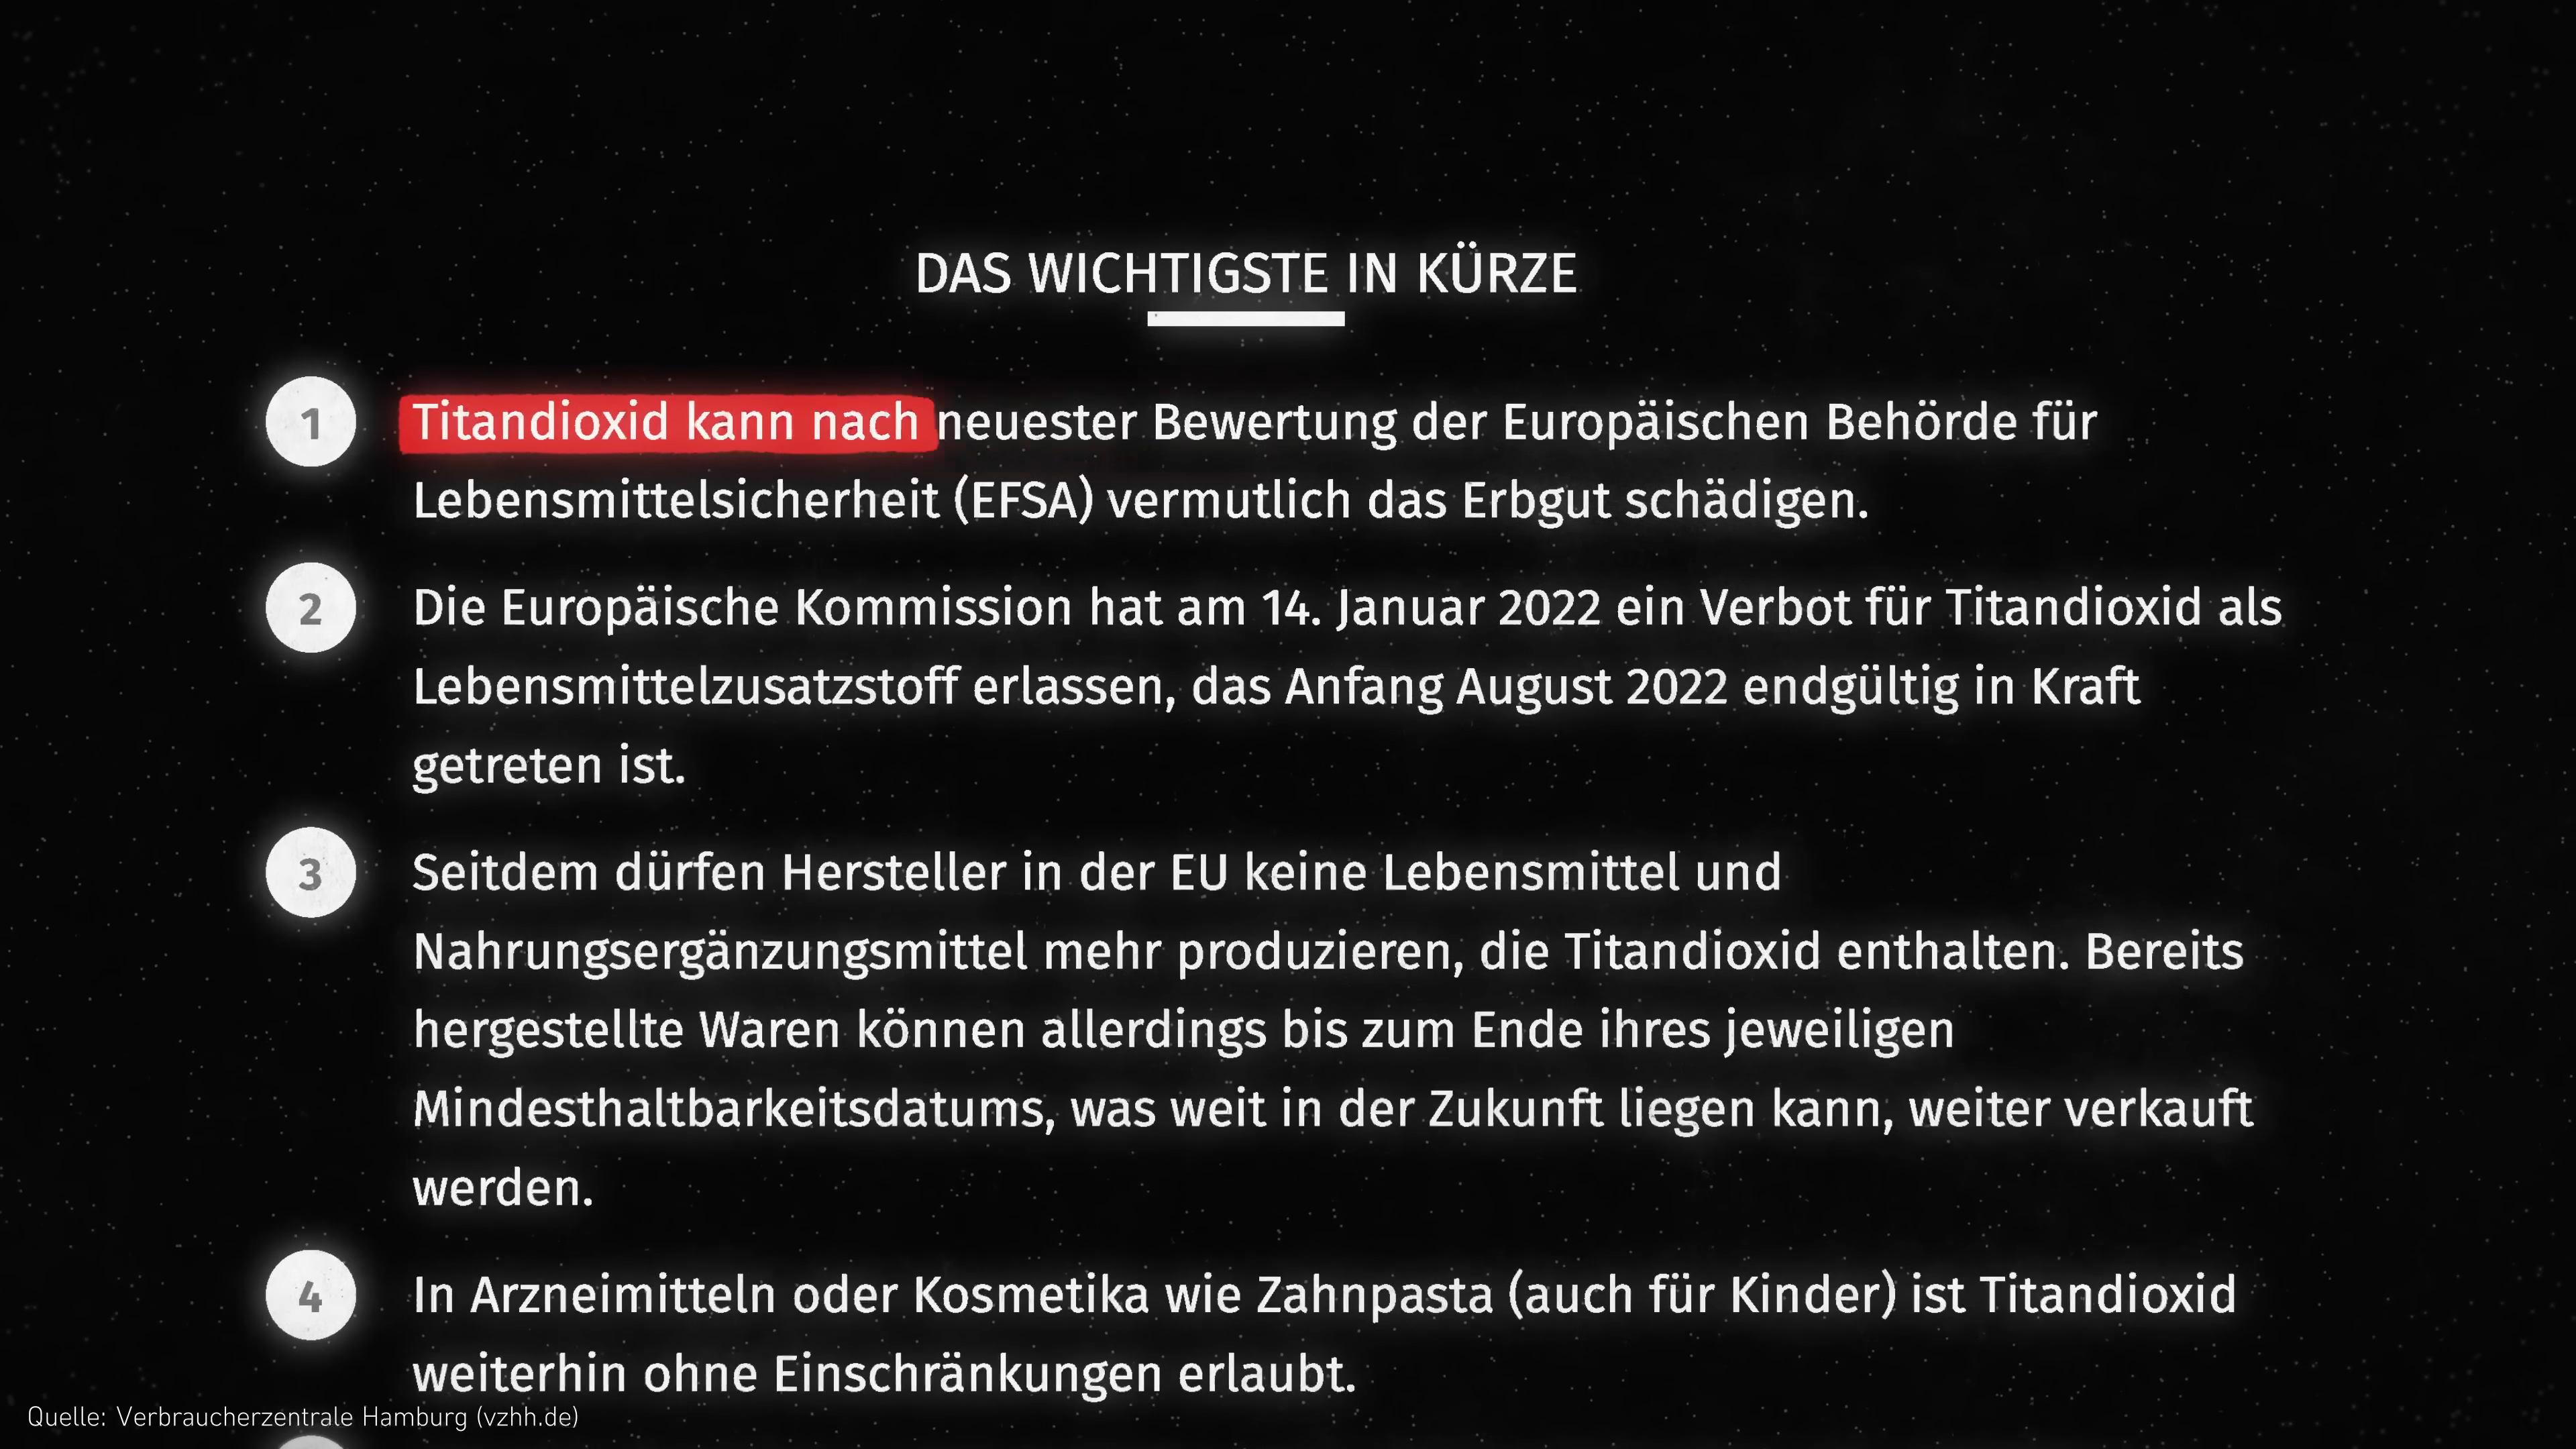 DAS WICHTIGSTE IN KÜRZE
1 Titandioxid kann nach neuester Bewertung der Europäischen Behörde für
Lebensmittelsicherheit (EFSA) vermutlich das Erbgut schädigen.
2 Die Europäische Kommission hat am 14. Januar 2022 ein Verbot für Titandioxid als
Lebensmittelzusatzstoff erlassen, das Anfang August 2022 endgültig in Kraft
getreten ist.
3 Seitdem dürfen Hersteller in der EU keine Lebensmittel und
Nahrungsergänzungsmittel mehr produzieren, die Titandioxid enthalten. Bereits
hergestellte Waren können allerdings bis zum Ende ihres jeweiligen
Mindesthaltbarkeitsdatums, was weit in der Zukunft liegen kann, weiter verkauft
werden.
4 In Arzneimitteln oder Kosmetika wie Zahnpasta (auch für Kinder) ist Titandioxid
weiterhin ohne Einschränkungen erlaubt.
Quelle: Verbraucherzentrale Hamburg (vzhh.de)